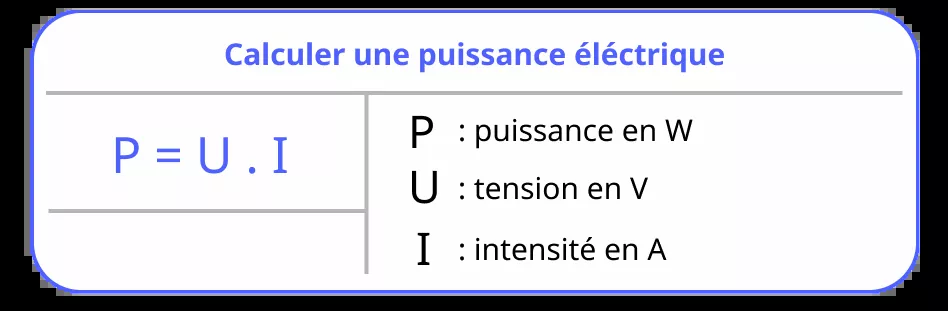 Calculer une puissance éléctrique
P = U . I
P : puissance en W
U : tension en V
I : intensité en A